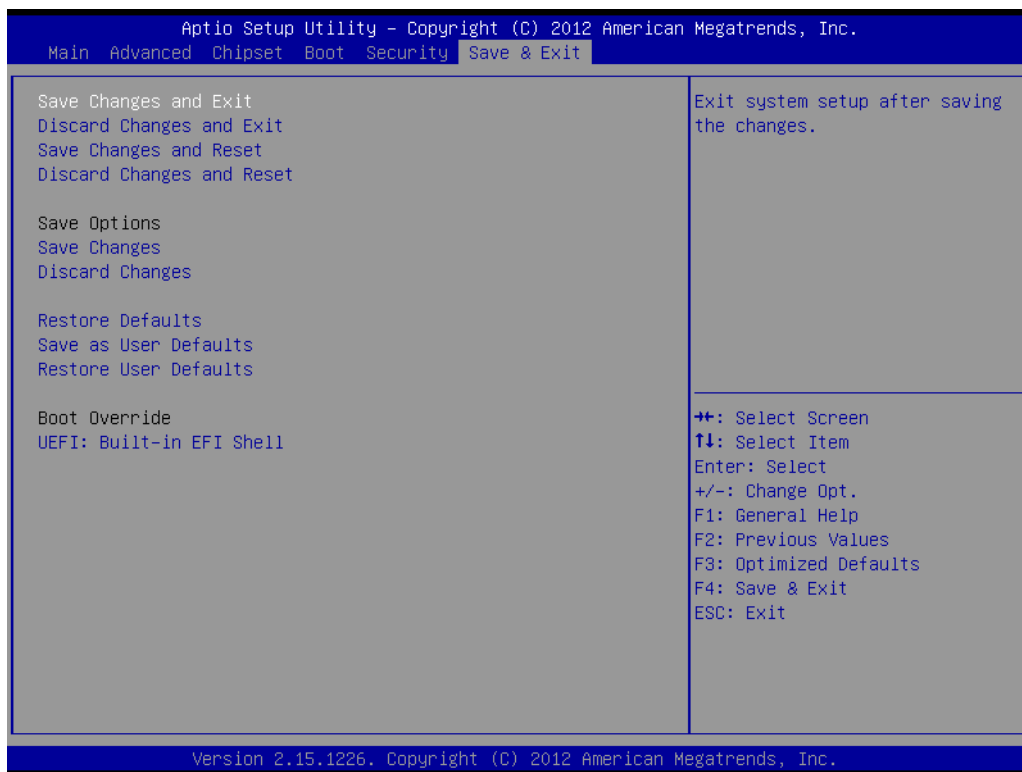 Aptio Setup Utility – Copyright (C) 2012 American Megatrends, Inc.
Main Advanced Chipset Boot Security Save & Exit
Save Changes and Exit
Discard Changes and Exit
Save Changes and Reset
Discard Changes and Reset
Save Options
Save Changes
Discard Changes
Restore Defaults
Save as User Defaults
Restore User Defaults
Boot Override
UEFI: Built-in EFI Shell
Exit system setup after saving
the changes.
→←: Select Screen
↑↓: Select Item
Enter: Select
+/-: Change Opt.
F1: General Help
F2: Previous Values
F3: Optimized Defaults
F4: Save & Exit
ESC: Exit
Version 2.15.1226. Copyright (C) 2012 American Megatrends, Inc.